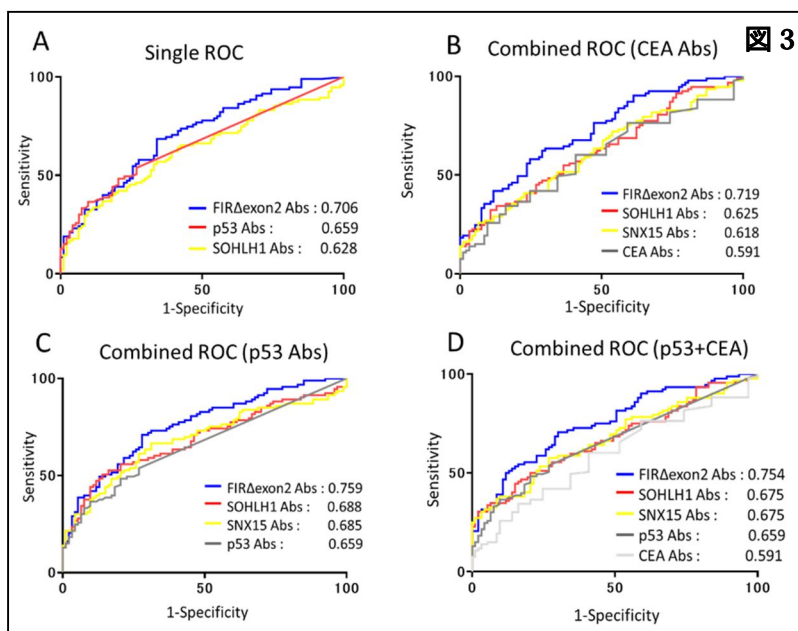 図 3
A
Single ROC
100
50
0
0
50
100
Sensitivity
1-Specificity
FIRΔexon2 Abs : 0.706
p53 Abs : 0.659
SOHLH1 Abs : 0.628
B
Combined ROC (CEA Abs)
100
50
0
0
50
100
Sensitivity
1-Specificity
FIRΔexon2 Abs : 0.719
SOHLH1 Abs : 0.625
SNX15 Abs : 0.618
CEA Abs : 0.591
C
Combined ROC (p53 Abs)
100
50
0
0
50
100
Sensitivity
1-Specificity
FIRΔexon2 Abs : 0.759
SOHLH1 Abs : 0.688
SNX15 Abs : 0.685
p53 Abs : 0.659
D
Combined ROC (p53+CEA)
100
50
0
0
50
100
Sensitivity
1-Specificity
FIRΔexon2 Abs : 0.754
SOHLH1 Abs : 0.675
SNX15 Abs : 0.675
p53 Abs : 0.659
CEA Abs : 0.591